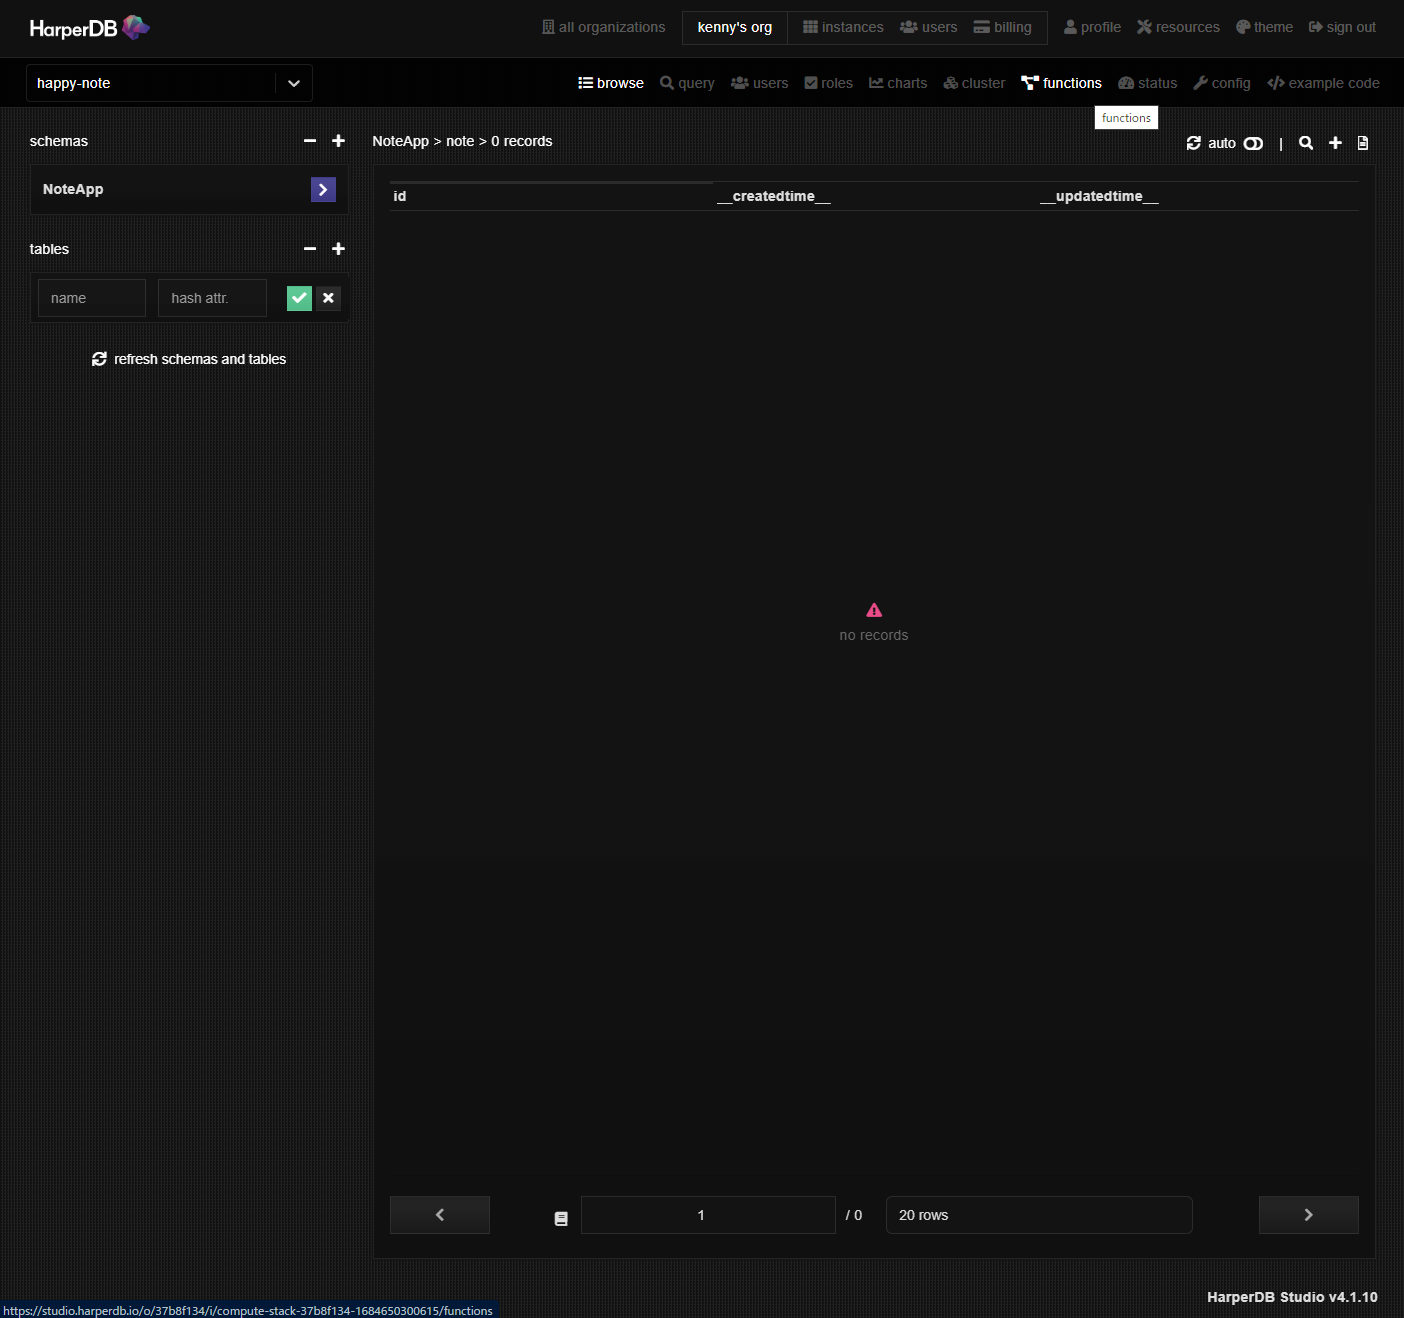 HarperDB
all organizations
kenny's org
instances
users
billing
profile
resources
theme
sign out
happy-note
browse
query
users
roles
charts
cluster
functions
status
config
example code
functions
schemas
NoteApp
tables
name
hash attr.
refresh schemas and tables
NoteApp > note > 0 records
auto
|
id
__createdtime__
__updatedtime__
no records
1
/ 0
20 rows
HarperDB Studio v4.1.10
https://studio.harperdb.io/o/37b8f134/i/compute-stack-37b8f134-1684650300615/functions